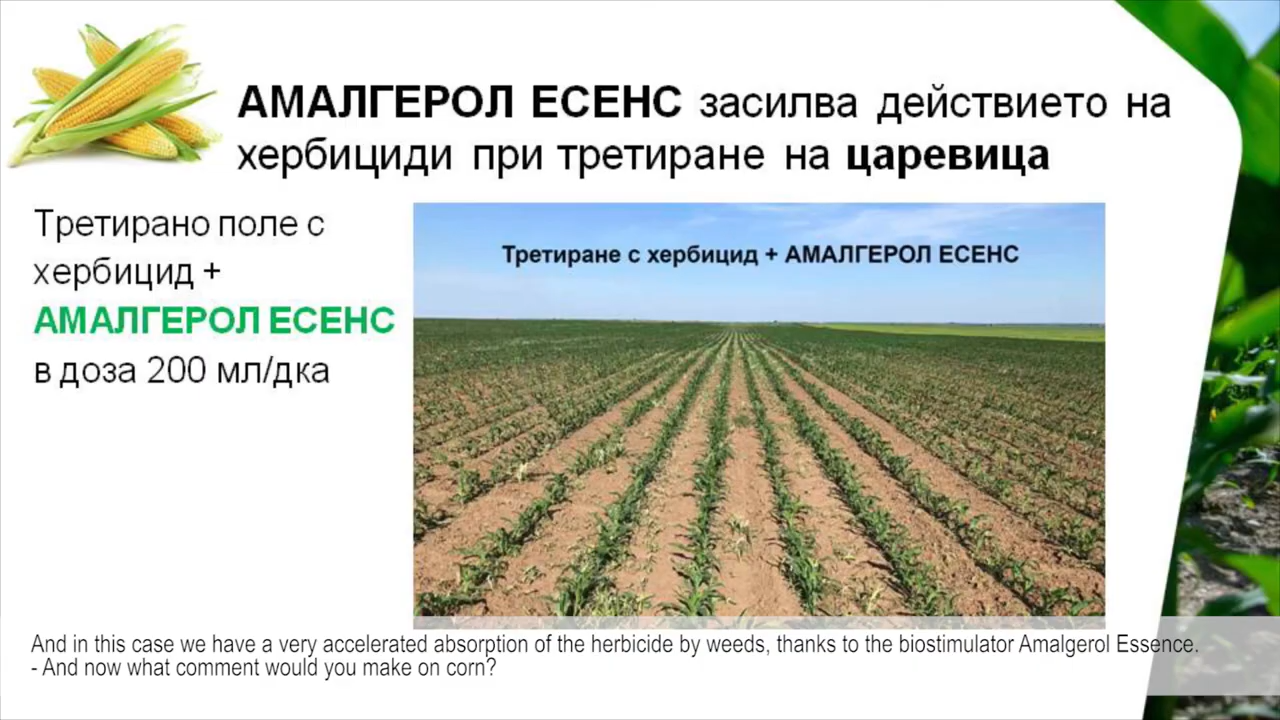 АМАЛГЕРОЛ ЕСЕНС засилва действието на
хербициди при третиране на царевица
Третирано поле с
хербицид +
АМАЛГЕРОЛ ЕСЕНС
в доза 200 мл/дка
Третиране с хербицид + АМАЛГЕРОЛ ЕСЕНС
And in this case we have a very accelerated absorption of the herbicide by weeds, thanks to the biostimulator Amalgerol Essence.
- And now what comment would you make on corn?